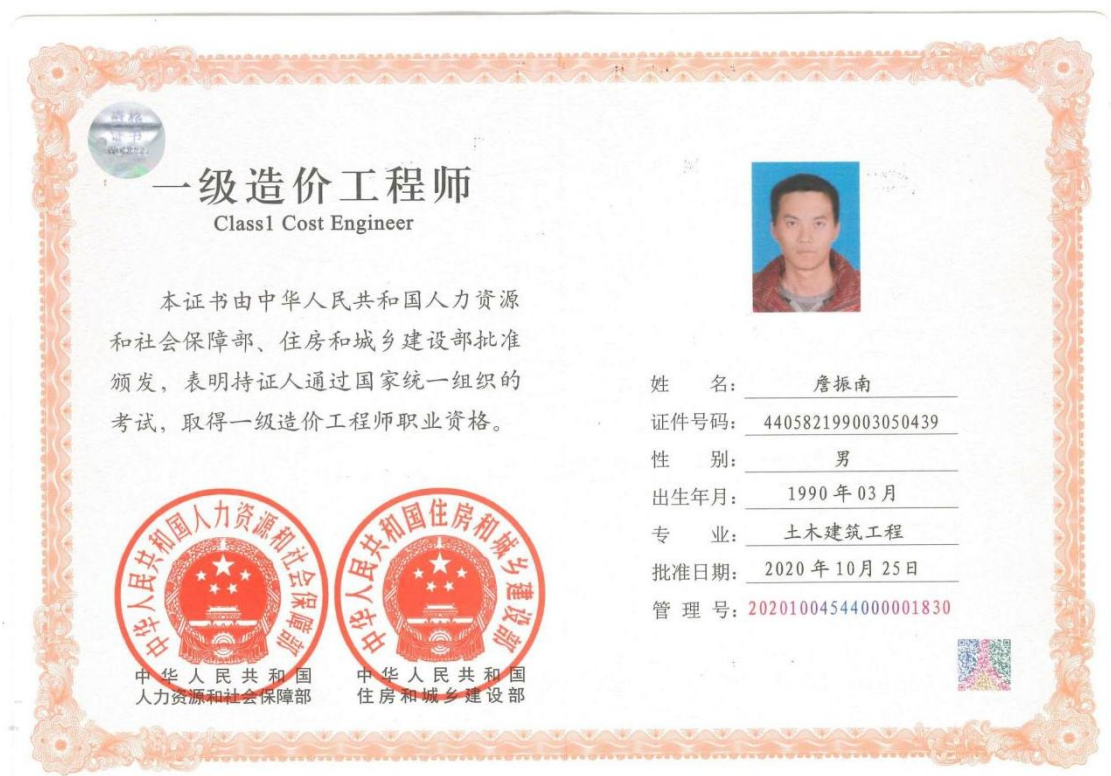 资格
证书
一级造价工程师
Class1 Cost Engineer
本证书由中华人民共和国人力资源
和社会保障部、住房和城乡建设部批准
颁发，表明持证人通过国家统一组织的
考试，取得一级造价工程师职业资格。
中华人民共和国人力资源和社会保障部
中华人民共和国住房和城乡建设部
中华人民共和国
人力资源和社会保障部
中华人民共和国
住房和城乡建设部
姓 名：詹振南
证件号码：440582199003050439
性 别：男
出生年月：1990年03月
专 业：土木建筑工程
批准日期：2020年10月25日
管 理 号：20201004544000001830